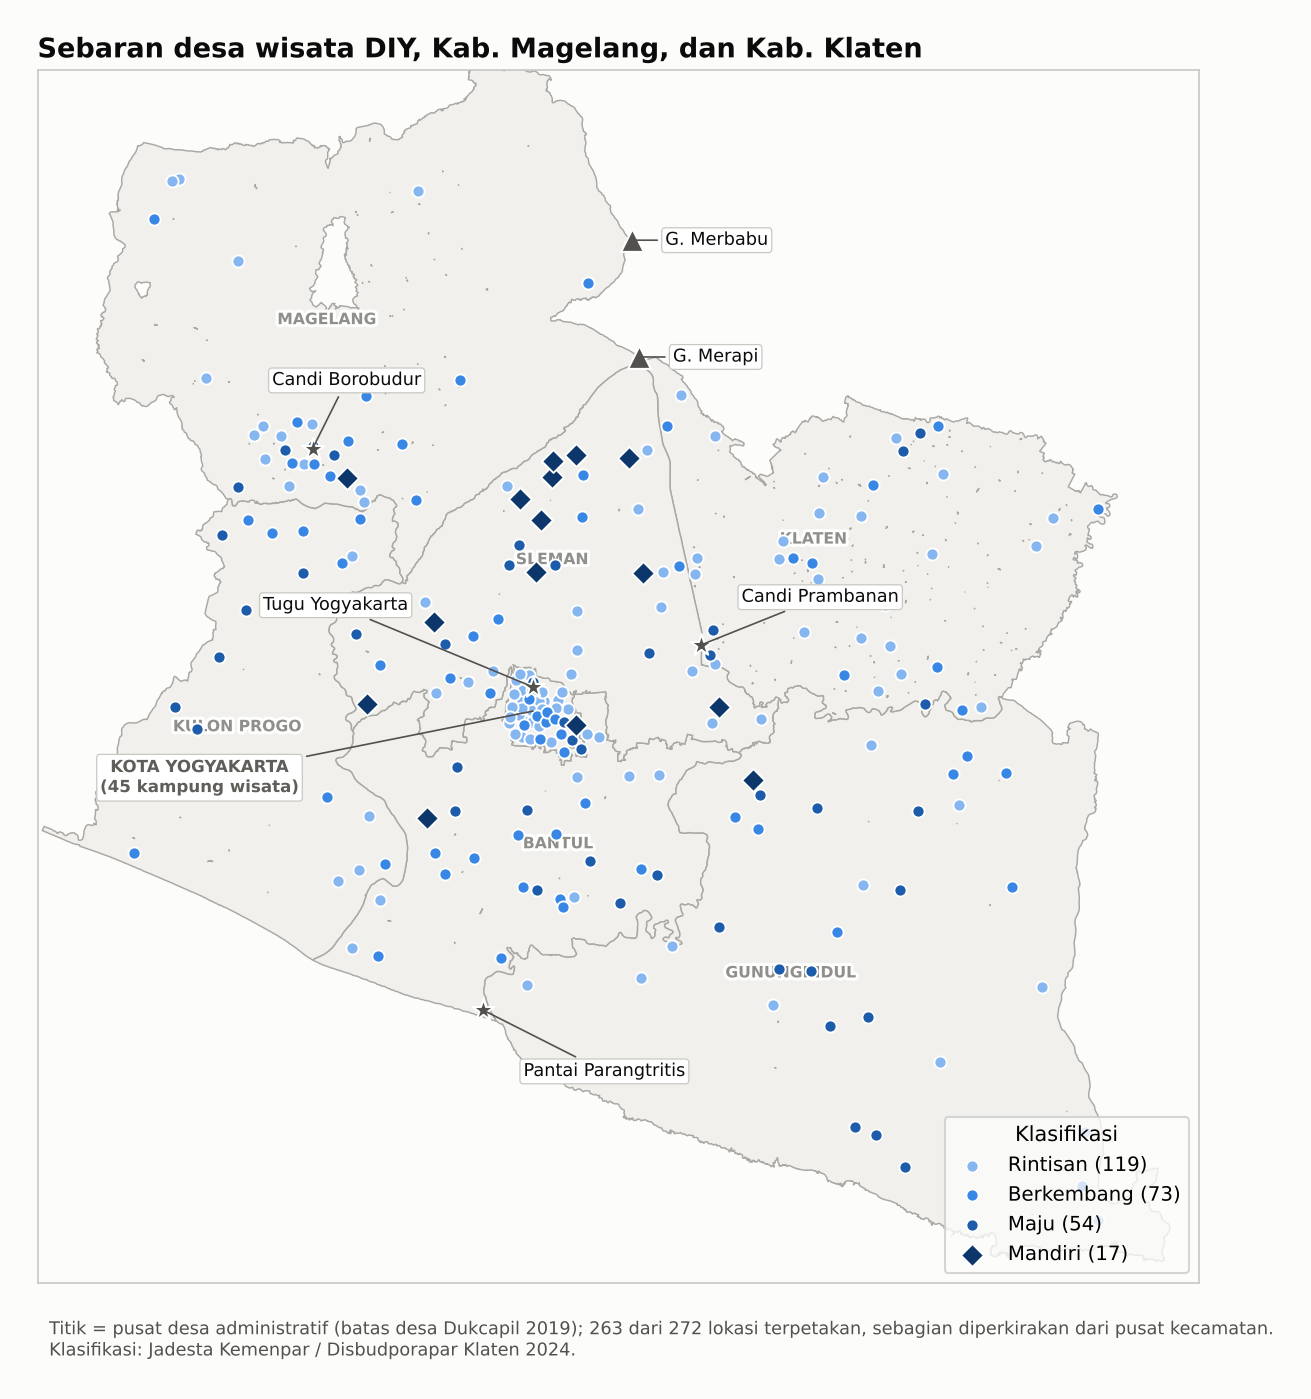 Sebaran desa wisata DIY, Kab. Magelang, dan Kab. Klaten
G. Merbabu
MAGELANG
G. Merapi
Candi Borobudur
KLATEN
SLEMAN
Candi Prambanan
Tugu Yogyakarta
KULON PROGO
KOTA YOGYAKARTA
(45 kampung wisata)
BANTUL
GUNUNGKIDUL
Pantai Parangtritis
Klasifikasi
Rintisan (119)
Berkembang (73)
Maju (54)
Mandiri (17)
Titik = pusat desa administratif (batas desa Dukcapil 2019); 263 dari 272 lokasi terpetakan, sebagian diperkirakan dari pusat kecamatan.
Klasifikasi: Jadesta Kemenpar / Disbudporapar Klaten 2024.